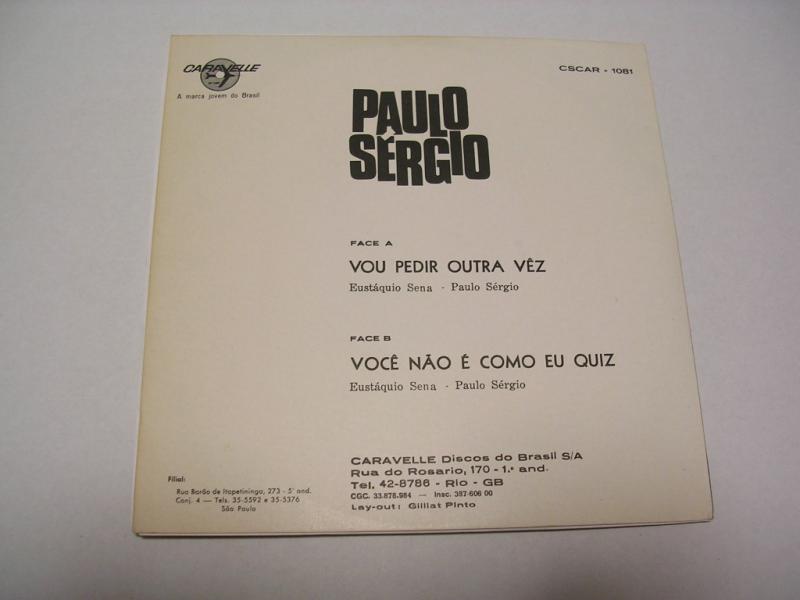 CARAVELLE
A marca jovem do Brasil
CSCAR - 1081
PAULO
SÉRGIO
FACE A
VOU PEDIR OUTRA VÊZ
Eustáquio Sena - Paulo Sérgio
FACE B
VOCÊ NÃO É COMO EU QUIZ
Eustáquio Sena - Paulo Sérgio
CARAVELLE Discos do Brasil S/A
Rua do Rosario, 170 - 1.º and.
Tel. 42-8786 - Rio - GB
CGC. 33.878.984 — Insc. 387-606 00
Lay-out: Gilliat Pinto
Filial:
Rua Barão de Itapetininga, 273 - 5º and.
Conj. 4 — Tels. 35-5592 e 35-5376
São Paulo